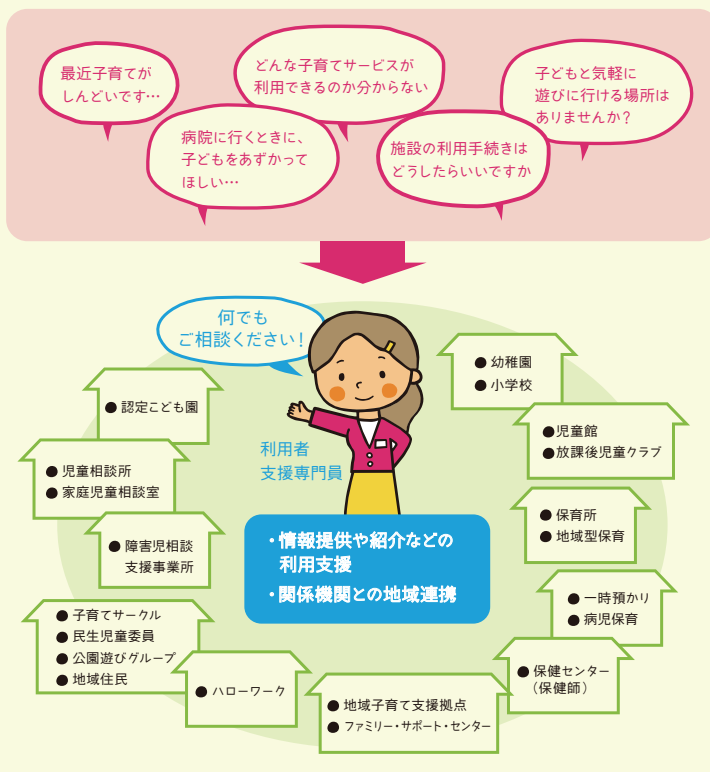 最近子育てが
しんどいです…
どんな子育てサービスが
利用できるのか分からない
子どもと気軽に
遊びに行ける場所は
ありませんか？
病院に行くときに、
子どもをあずかって
ほしい…
施設の利用手続きは
どうしたらいいですか
何でも
ご相談ください！
利用者
支援専門員
・情報提供や紹介などの
利用支援
・関係機関との地域連携
●認定こども園
●児童相談所
●家庭児童相談室
●障害児相談
支援事業所
●子育てサークル
●民生児童委員
●公園遊びグループ
●地域住民
●ハローワーク
●地域子育て支援拠点
●ファミリー・サポート・センター
●幼稚園
●小学校
●児童館
●放課後児童クラブ
●保育所
●地域型保育
●一時預かり
●病児保育
●保健センター
（保健師）